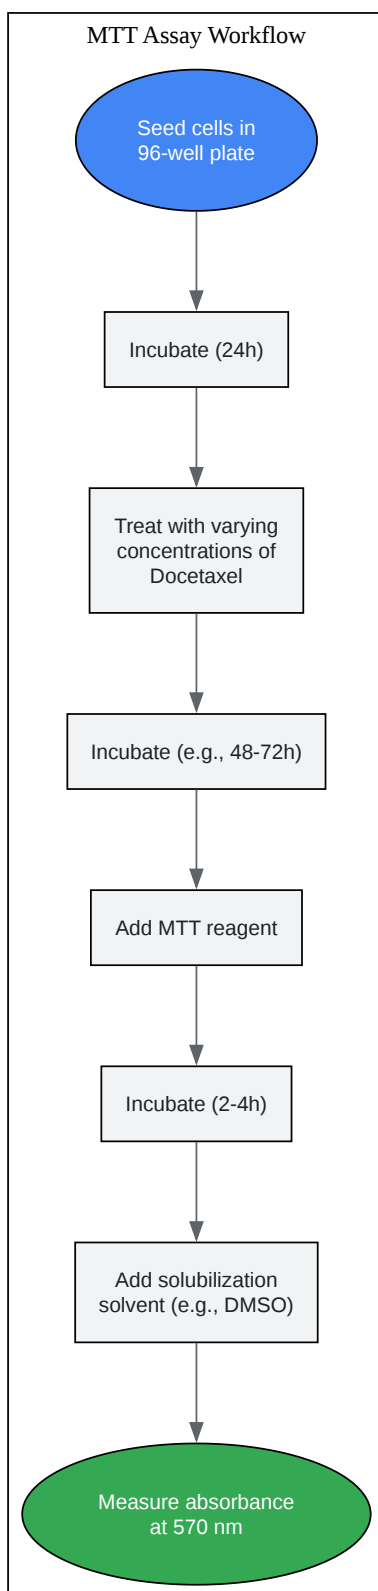 MTT Assay Workflow
Seed cells in
96-well plate
Incubate (24h)
Treat with varying
concentrations of
Docetaxel
Incubate (e.g., 48-72h)
Add MTT reagent
Incubate (2-4h)
Add solubilization
solvent (e.g., DMSO)
Measure absorbance
at 570 nm